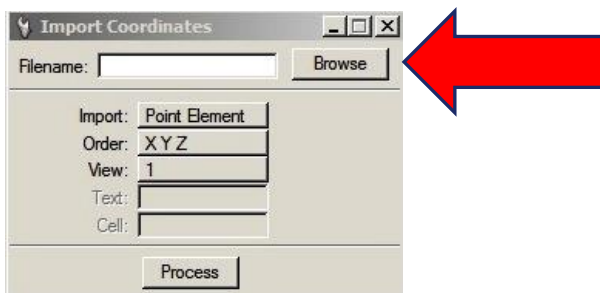 Import Coordinates
Filename: Browse
Import: Point Element
Order: X Y Z
View: 1
Text:
Cell:
Process